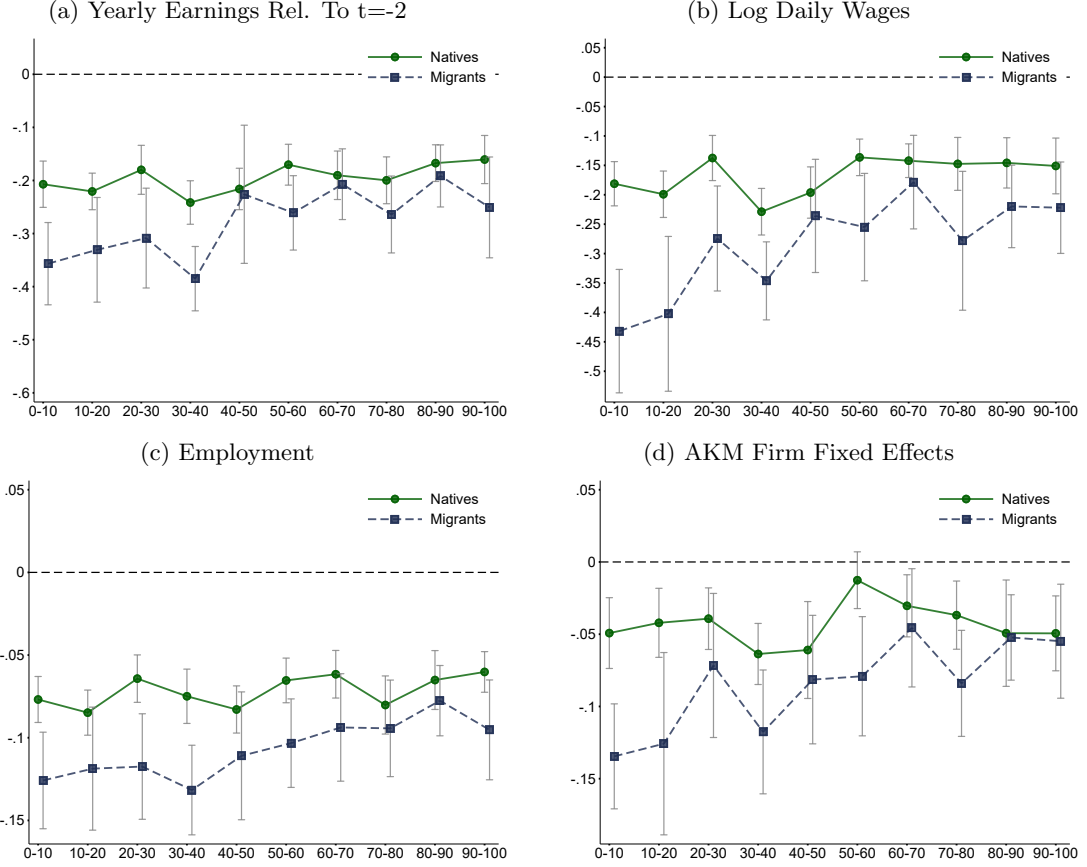 (a) Yearly Earnings Rel. To t=-2
Natives
Migrants
0
-.1
-.2
-.3
-.4
-.5
-.6
0-10 10-20 20-30 30-40 40-50 50-60 60-70 70-80 80-90 90-100
(b) Log Daily Wages
Natives
Migrants
.05
0
-.05
-.1
-.15
-.2
-.25
-.3
-.35
-.4
-.45
-.5
0-10 10-20 20-30 30-40 40-50 50-60 60-70 70-80 80-90 90-100
(c) Employment
Natives
Migrants
.05
0
-.05
-.1
-.15
0-10 10-20 20-30 30-40 40-50 50-60 60-70 70-80 80-90 90-100
(d) AKM Firm Fixed Effects
Natives
Migrants
.05
0
-.05
-.1
-.15
0-10 10-20 20-30 30-40 40-50 50-60 60-70 70-80 80-90 90-100